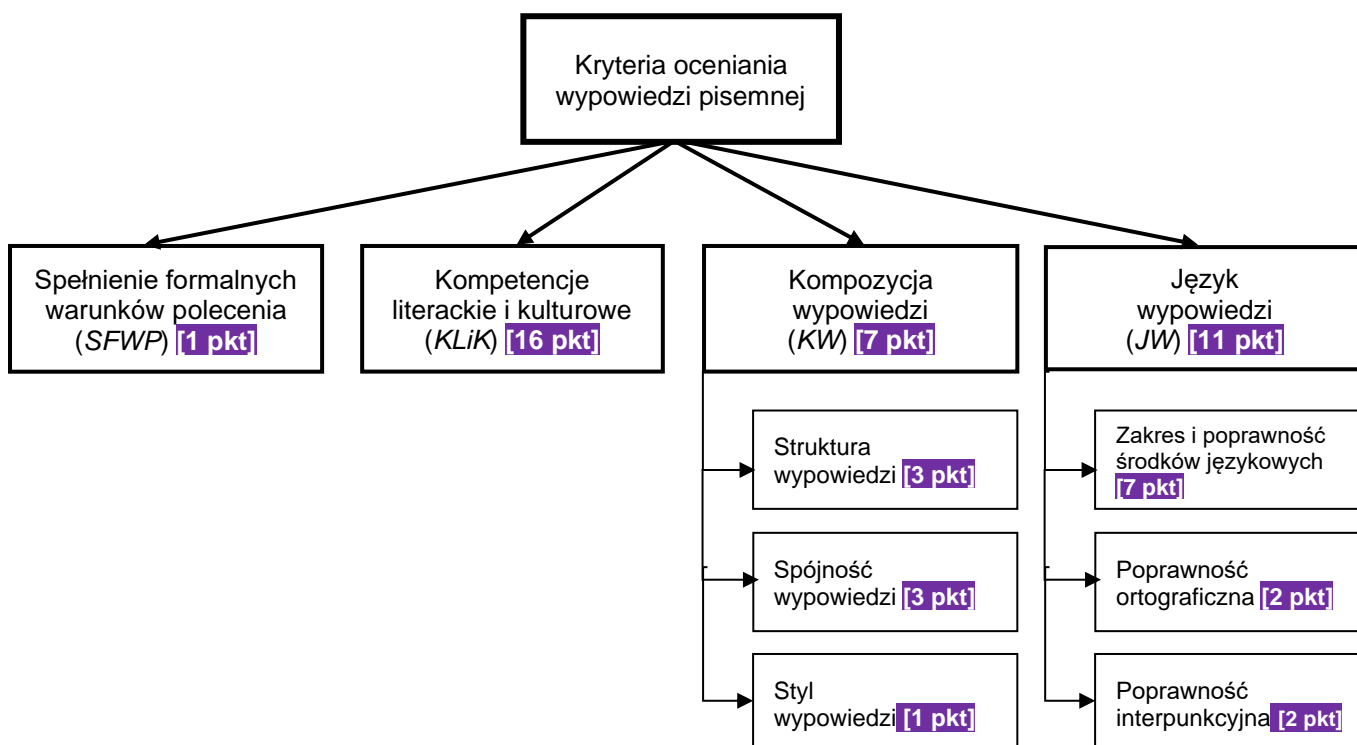 Kryteria oceniania
wypowiedzi pisemnej
Spełnienie formalnych
warunków polecenia
(SFWP) [1 pkt]
Kompetencje
literackie i kulturowe
(KLiK) [16 pkt]
Kompozycja
wypowiedzi
(KW) [7 pkt]
Język
wypowiedzi
(JW) [11 pkt]
Struktura
wypowiedzi [3 pkt]
Spójność
wypowiedzi [3 pkt]
Styl
wypowiedzi [1 pkt]
Zakres i poprawność
środków językowych
[7 pkt]
Poprawność
ortograficzna [2 pkt]
Poprawność
interpunkcyjna [2 pkt]